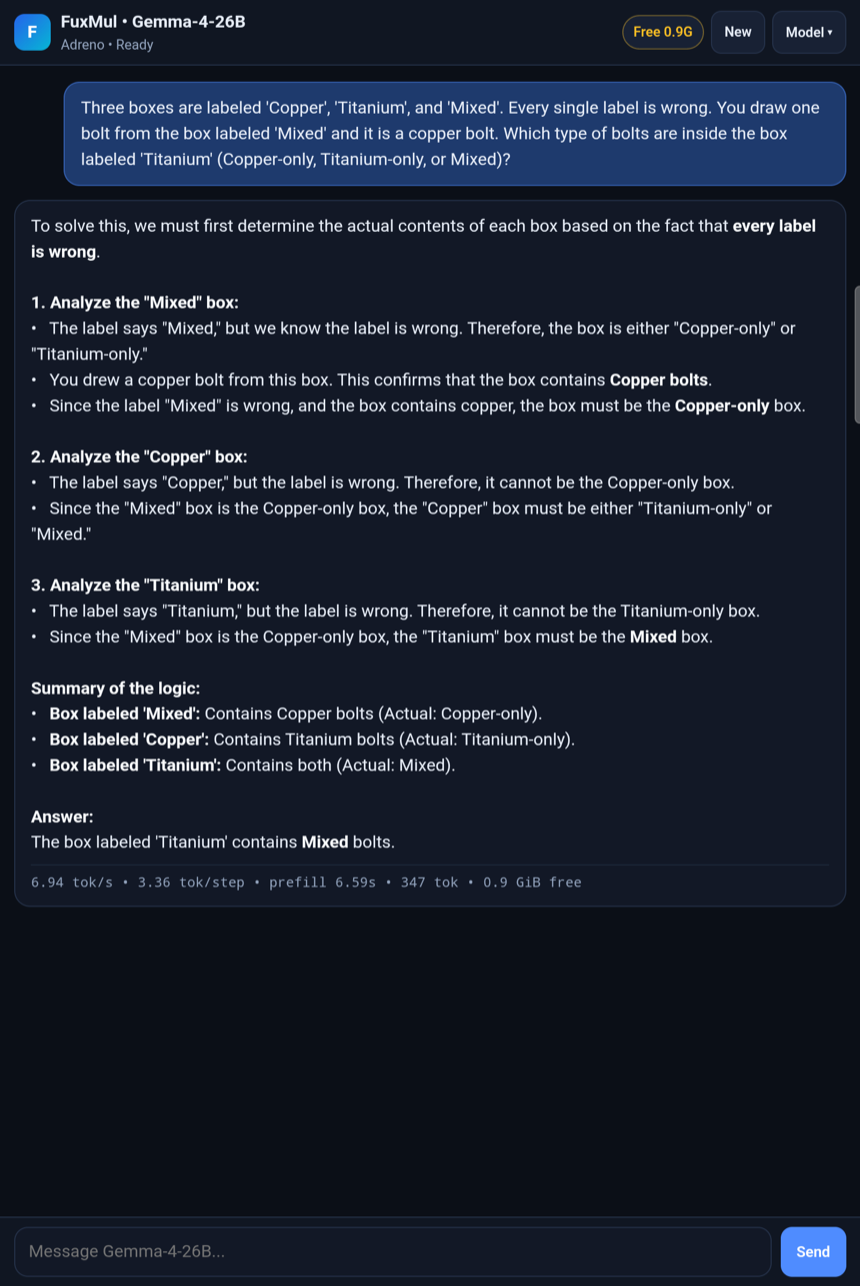 F
FuxMul • Gemma-4-26B
Adreno • Ready
Free 0.9G
New
Model ▾
Three boxes are labeled 'Copper', 'Titanium', and 'Mixed'. Every single label is wrong. You draw one
bolt from the box labeled 'Mixed' and it is a copper bolt. Which type of bolts are inside the box
labeled 'Titanium' (Copper-only, Titanium-only, or Mixed)?
To solve this, we must first determine the actual contents of each box based on the fact that every label
is wrong.
1. Analyze the "Mixed" box:
• The label says "Mixed," but we know the label is wrong. Therefore, the box is either "Copper-only" or
"Titanium-only."
• You drew a copper bolt from this box. This confirms that the box contains Copper bolts.
• Since the label "Mixed" is wrong, and the box contains copper, the box must be the Copper-only box.
2. Analyze the "Copper" box:
• The label says "Copper," but the label is wrong. Therefore, it cannot be the Copper-only box.
• Since the "Mixed" box is the Copper-only box, the "Copper" box must be either "Titanium-only" or
"Mixed."
3. Analyze the "Titanium" box:
• The label says "Titanium," but the label is wrong. Therefore, it cannot be the Titanium-only box.
• Since the "Mixed" box is the Copper-only box, the "Titanium" box must be the Mixed box.
Summary of the logic:
• Box labeled 'Mixed': Contains Copper bolts (Actual: Copper-only).
• Box labeled 'Copper': Contains Titanium bolts (Actual: Titanium-only).
• Box labeled 'Titanium': Contains both (Actual: Mixed).
Answer:
The box labeled 'Titanium' contains Mixed bolts.
6.94 tok/s • 3.36 tok/step • prefill 6.59s • 347 tok • 0.9 GiB free
Message Gemma-4-26B...
Send